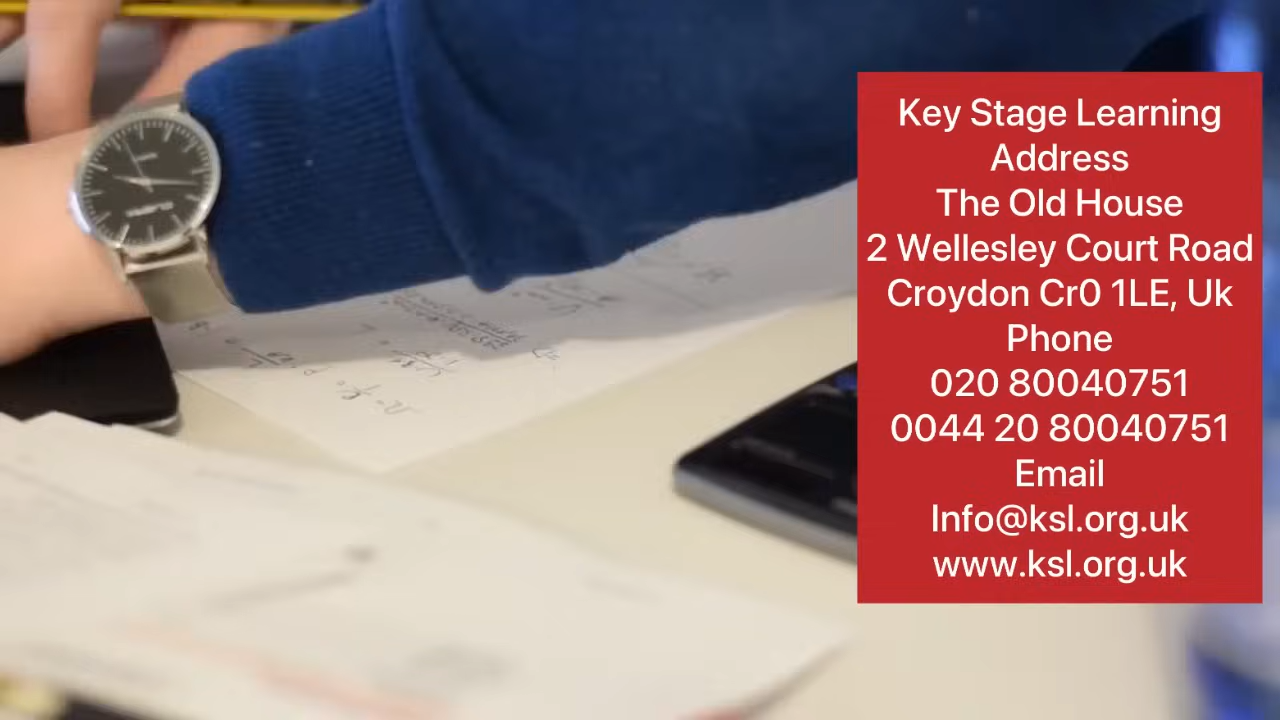 Key Stage Learning
Address
The Old House
2 Wellesley Court Road
Croydon Cr0 1LE, Uk
Phone
020 80040751
0044 20 80040751
Email
Info@ksl.org.uk
www.ksl.org.uk